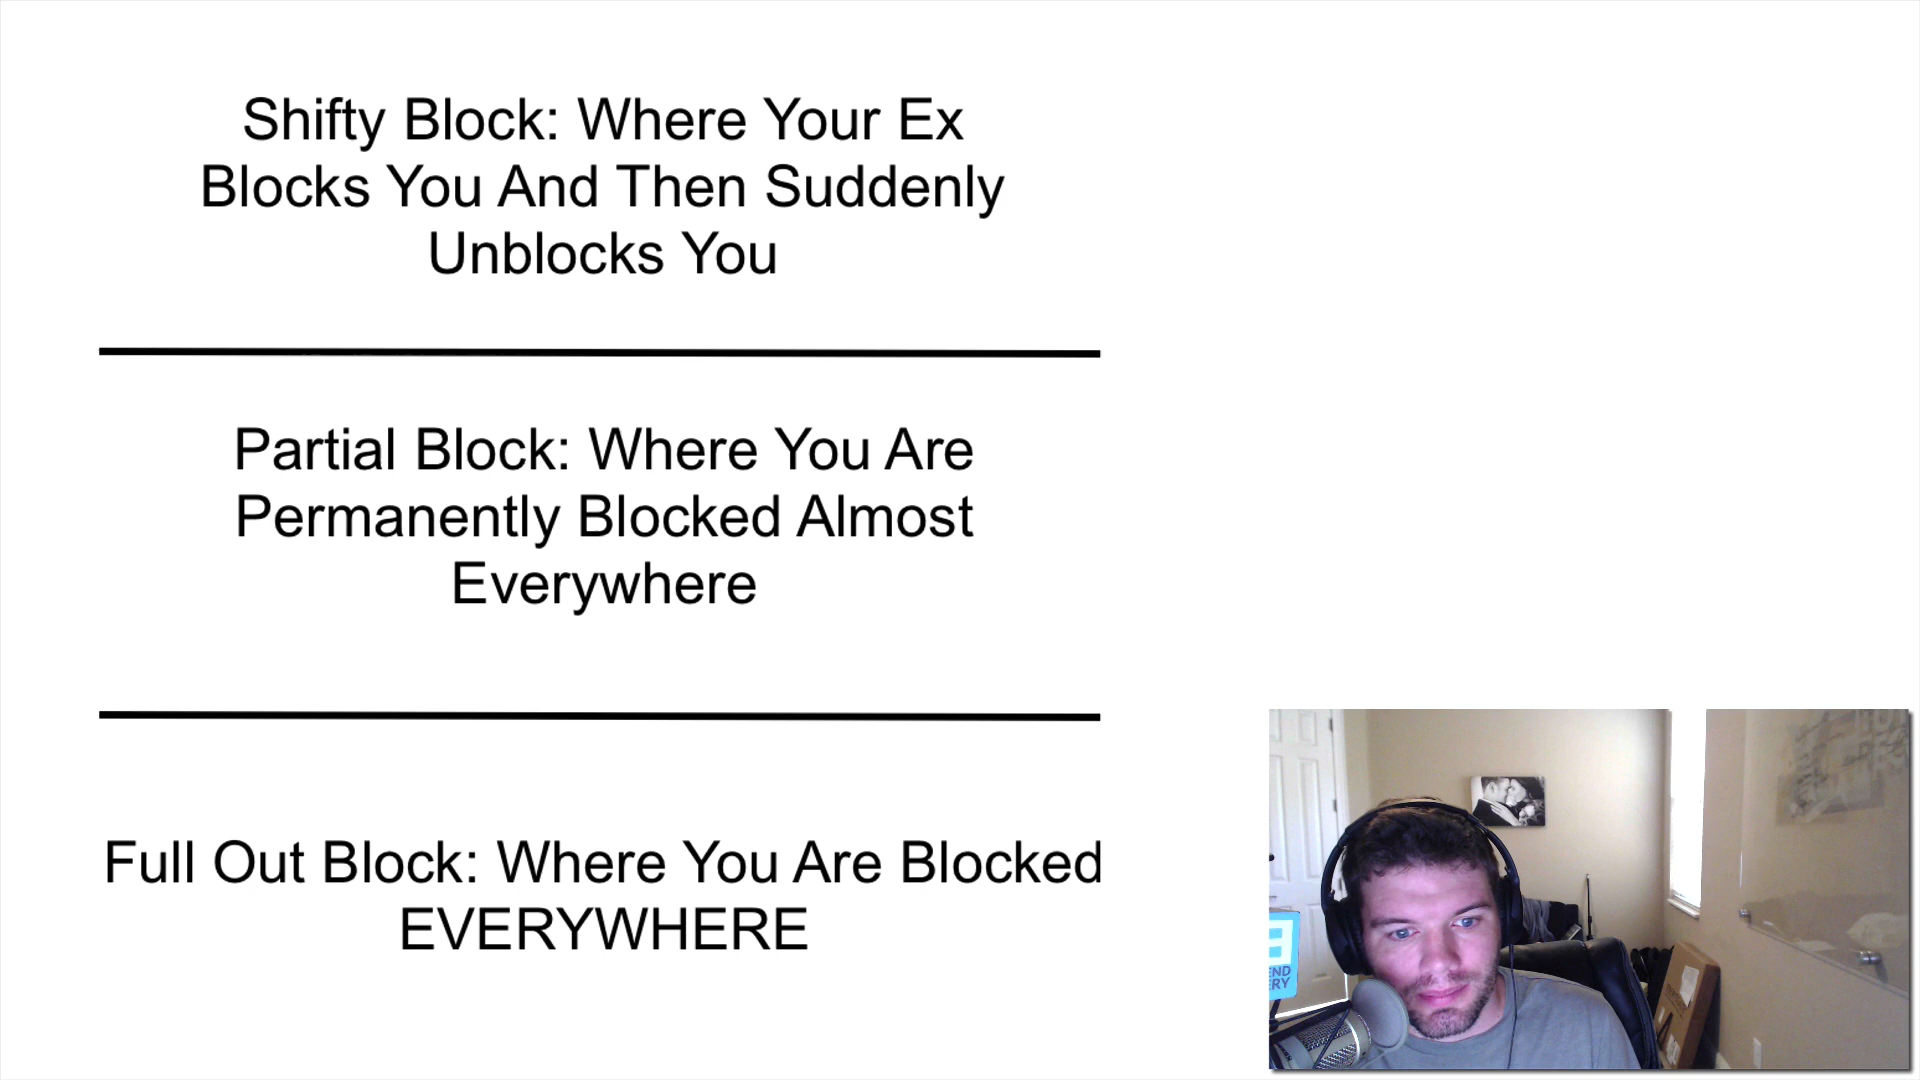 Shifty Block: Where Your Ex
Blocks You And Then Suddenly
Unblocks You
Partial Block: Where You Are
Permanently Blocked Almost
Everywhere
Full Out Block: Where You Are Blocked
EVERYWHERE